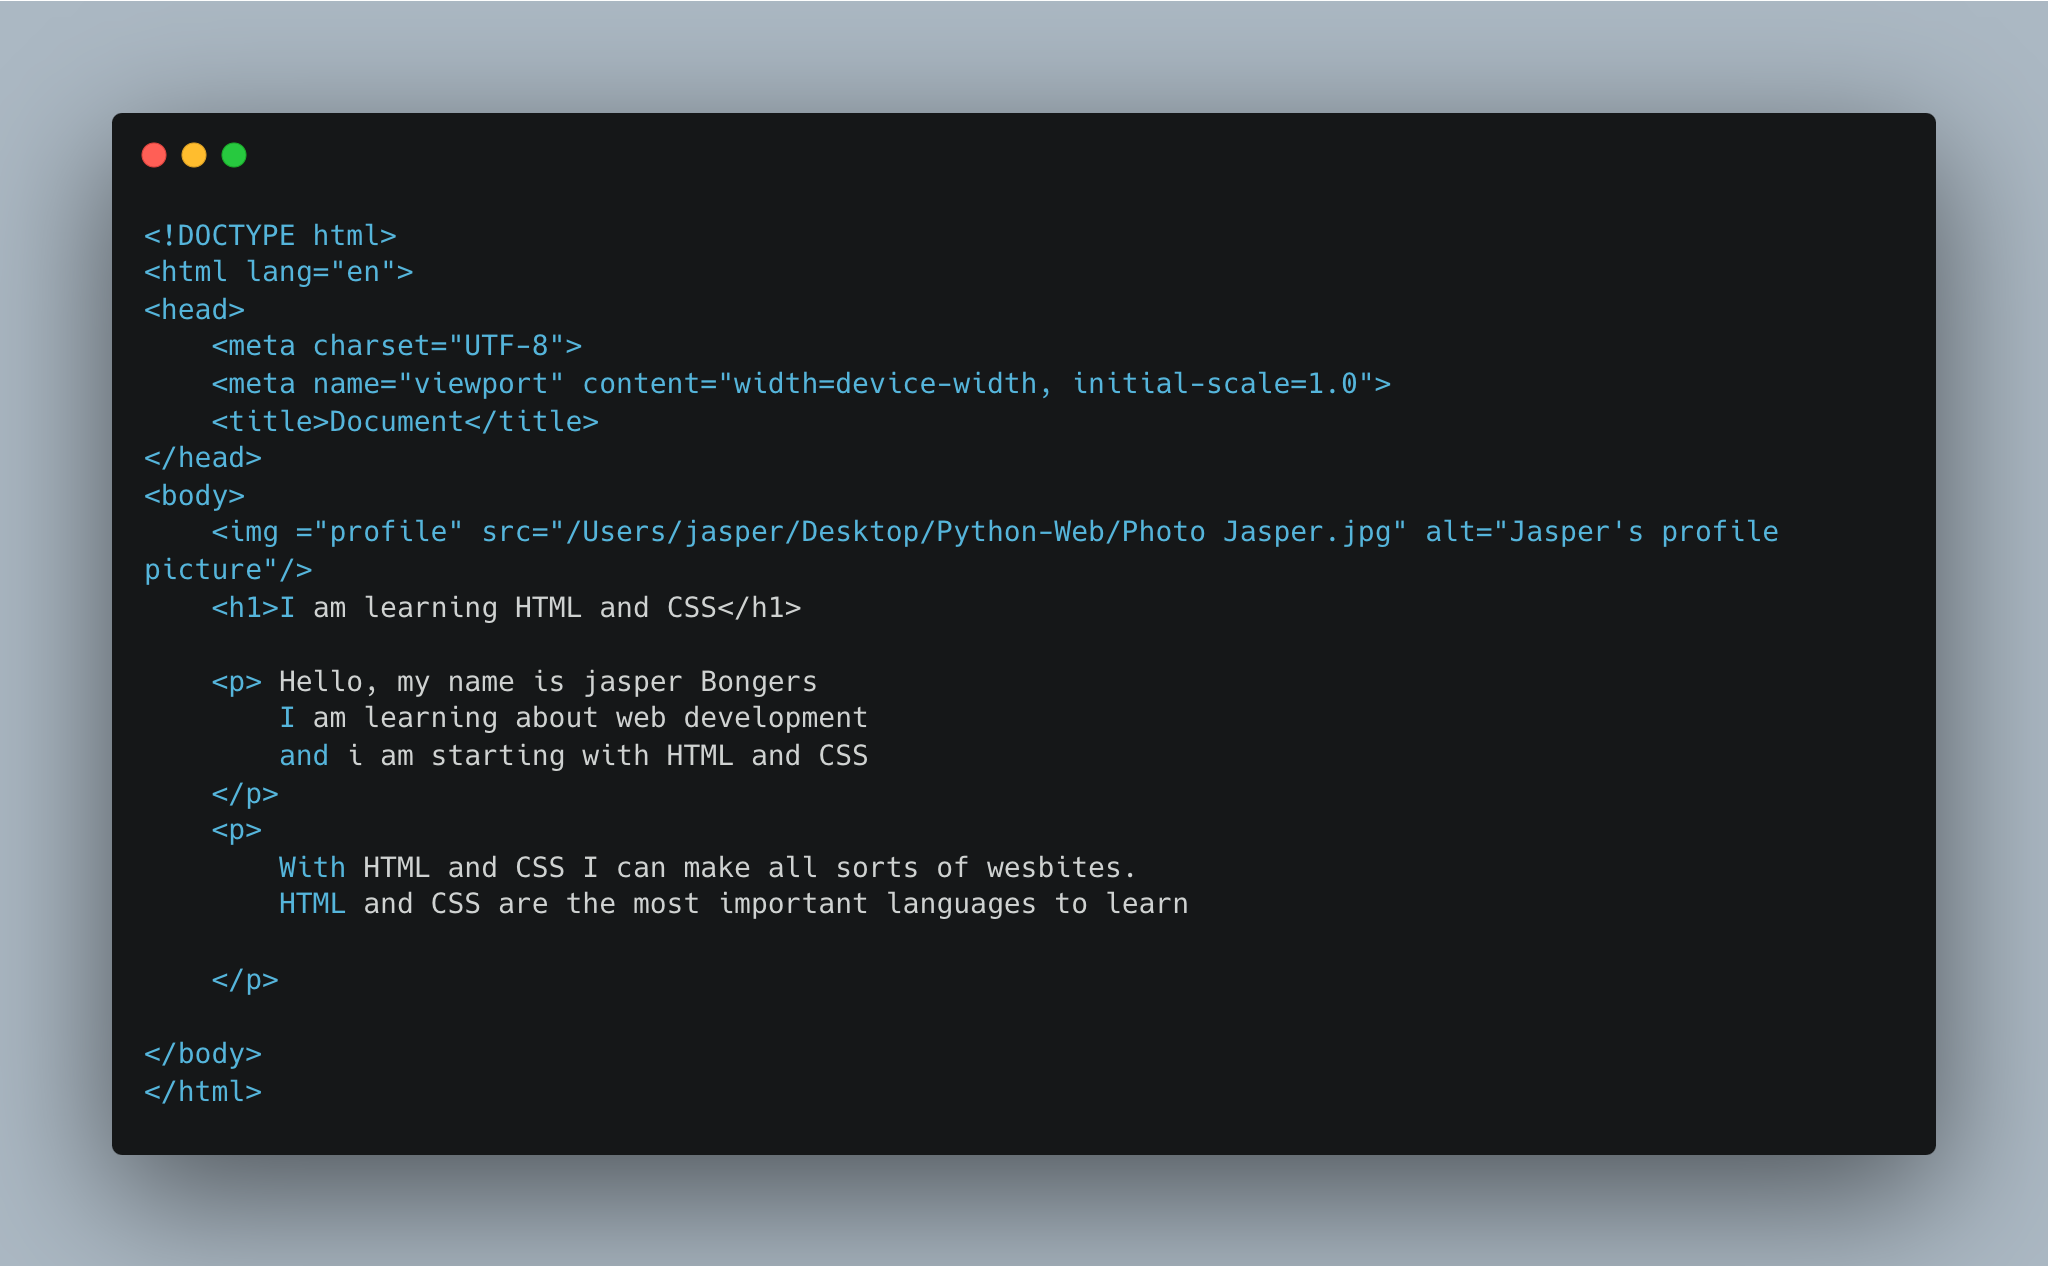 <!DOCTYPE html>
<html lang="en">
<head>
    <meta charset="UTF-8">
    <meta name="viewport" content="width=device-width, initial-scale=1.0">
    <title>Document</title>
</head>
<body>
    <img ="profile" src="/Users/jasper/Desktop/Python-Web/Photo Jasper.jpg" alt="Jasper's profile
picture"/>
    <h1>I am learning HTML and CSS</h1>

    <p> Hello, my name is jasper Bongers
        I am learning about web development
        and i am starting with HTML and CSS
    </p>
    <p>
        With HTML and CSS I can make all sorts of wesbites.
        HTML and CSS are the most important languages to learn

    </p>

</body>
</html>